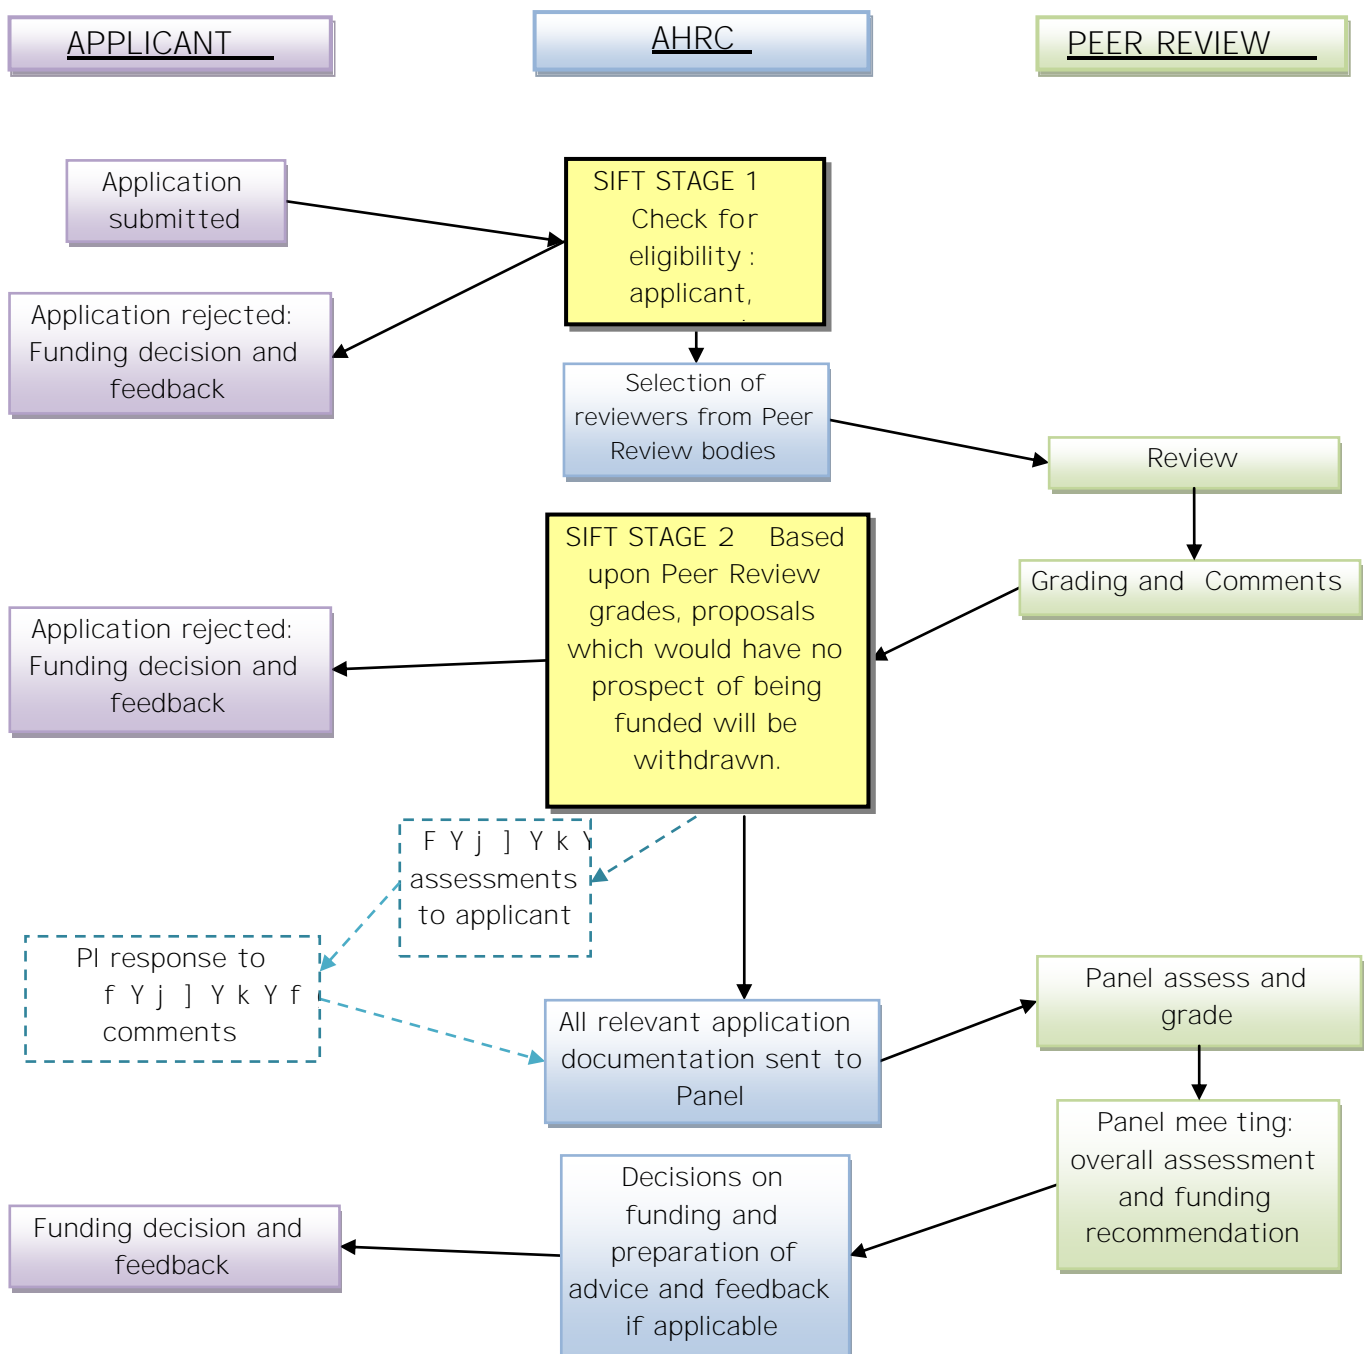 APPLICANT
AHRC
PEER REVIEW
Application
submitted
SIFT STAGE 1
Check for
eligibility :
applicant,
Application rejected:
Funding decision and
feedback
Selection of
reviewers from Peer
Review bodies
Review
Grading and Comments
SIFT STAGE 2 Based
upon Peer Review
grades, proposals
which would have no
prospect of being
funded will be
withdrawn.
Application rejected:
Funding decision and
feedback
F Y j ] Y k Y
assessments
to applicant
PI response to
f Y j ] Y k Y f
comments
All relevant application
documentation sent to
Panel
Panel assess and
grade
Panel mee ting:
overall assessment
and funding
recommendation
Decisions on
funding and
preparation of
advice and feedback
if applicable
Funding decision and
feedback